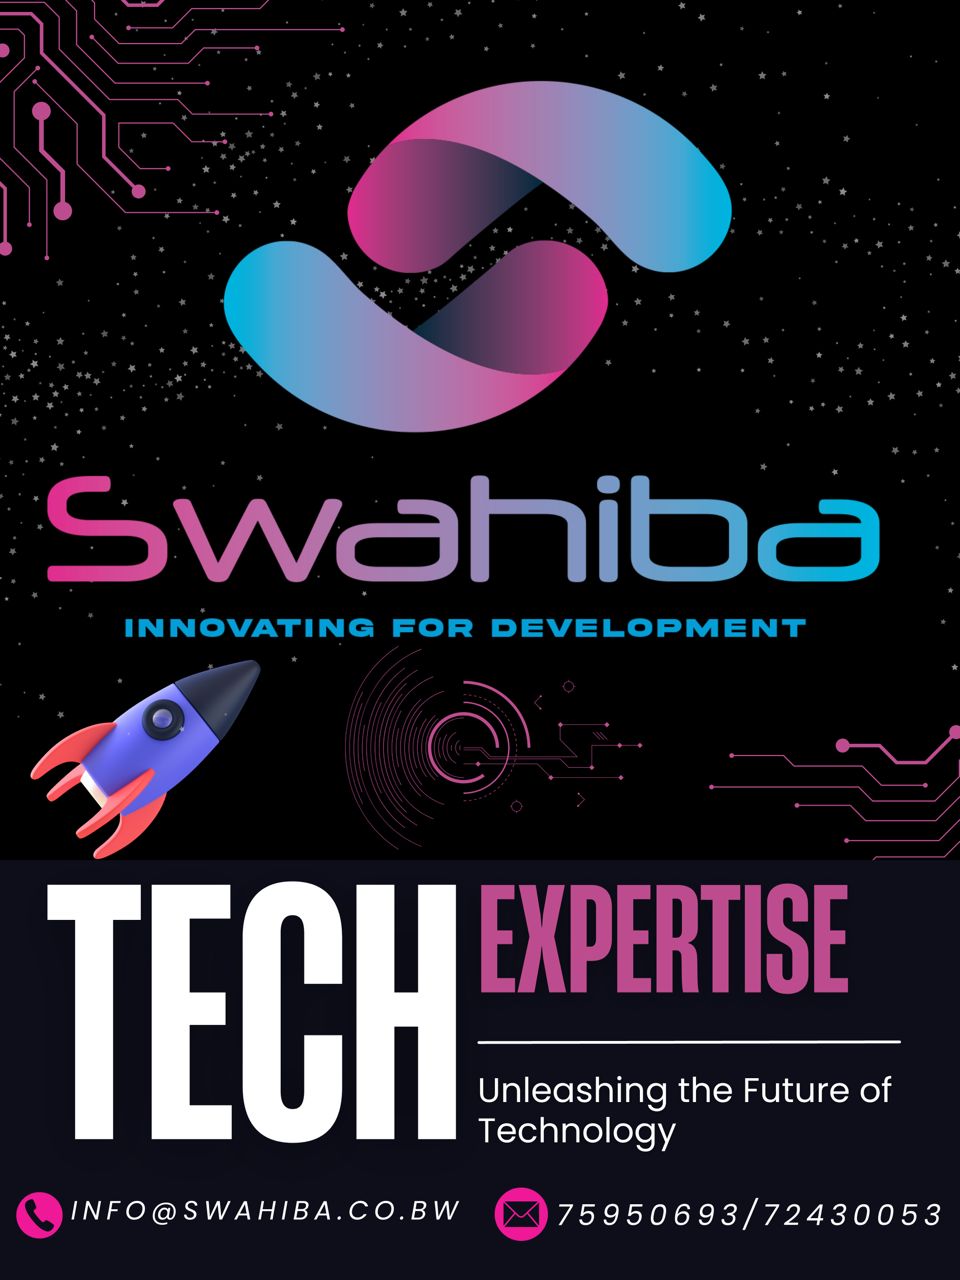 Swahiba
INNOVATING FOR DEVELOPMENT
TECH
EXPERTISE
Unleashing the Future of
Technology
INFO@SWAHIBA.CO.BW
75950693/72430053